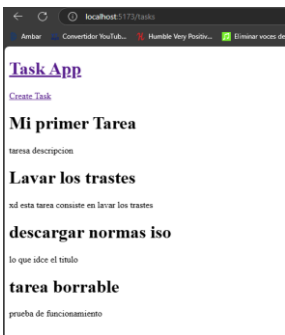 localhost:5173/tasks
Ambar Convertidor YouTub... Humble Very Positiv... Eliminar voces de
Task App
Create Task
Mi primer Tarea
taresa descripcion
Lavar los trastes
xd esta tarea consiste en lavar los trastes
descargar normas iso
lo que idce el titulo
tarea borrable
prueba de funcionamiento